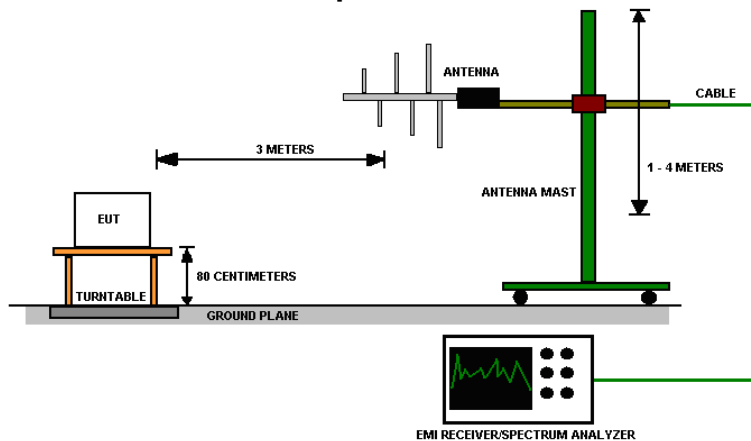 ANTENNA
CABLE
3 METERS
1 - 4 METERS
ANTENNA MAST
EUT
80 CENTIMETERS
TURNTABLE
GROUND PLANE
EMI RECEIVER/SPECTRUM ANALYZER